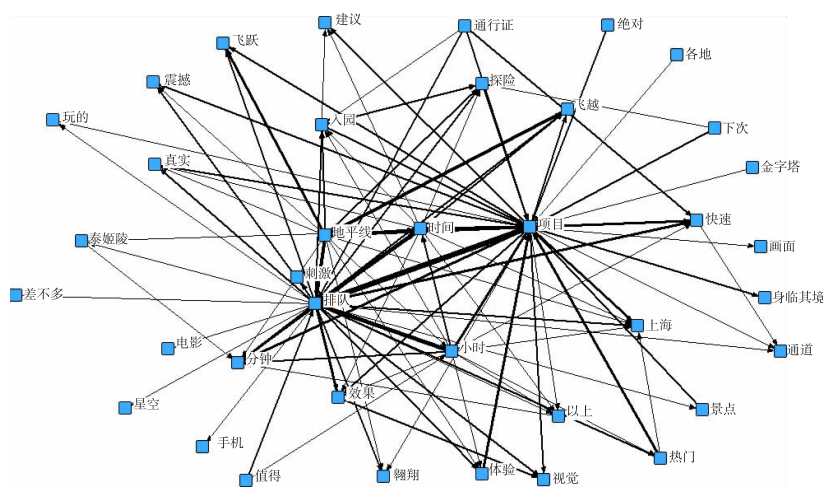 建议
通行证
绝对
飞跃
各地
震撼
探险
飞越
玩的
入园
下次
真实
金字塔
快速
泰姬陵
地平线
时间
项目
画面
刺激
差不多
排队
身临其境
上海
电影
分钟
小时
通道
星空
效果
以上
景点
手机
热门
值得
翱翔
体验
视觉